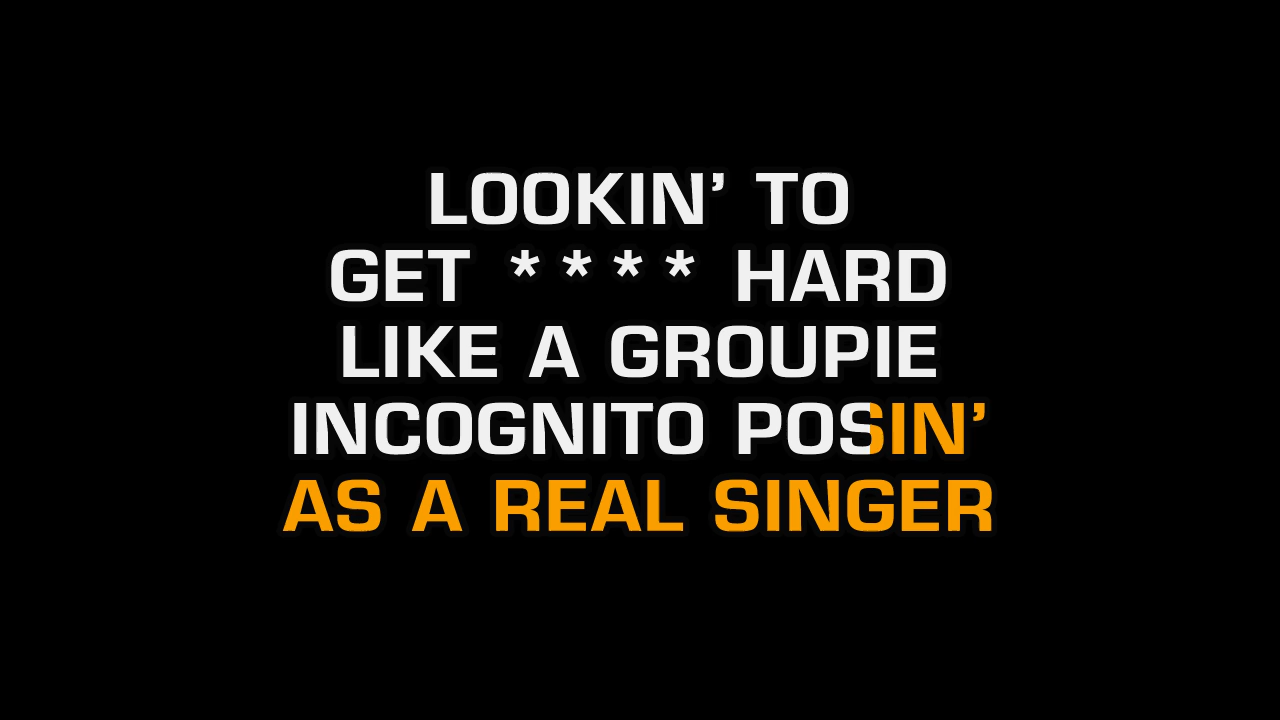 LOOKIN’ TO
GET **** HARD
LIKE A GROUPIE
INCOGNITO POSIN’
AS A REAL SINGER